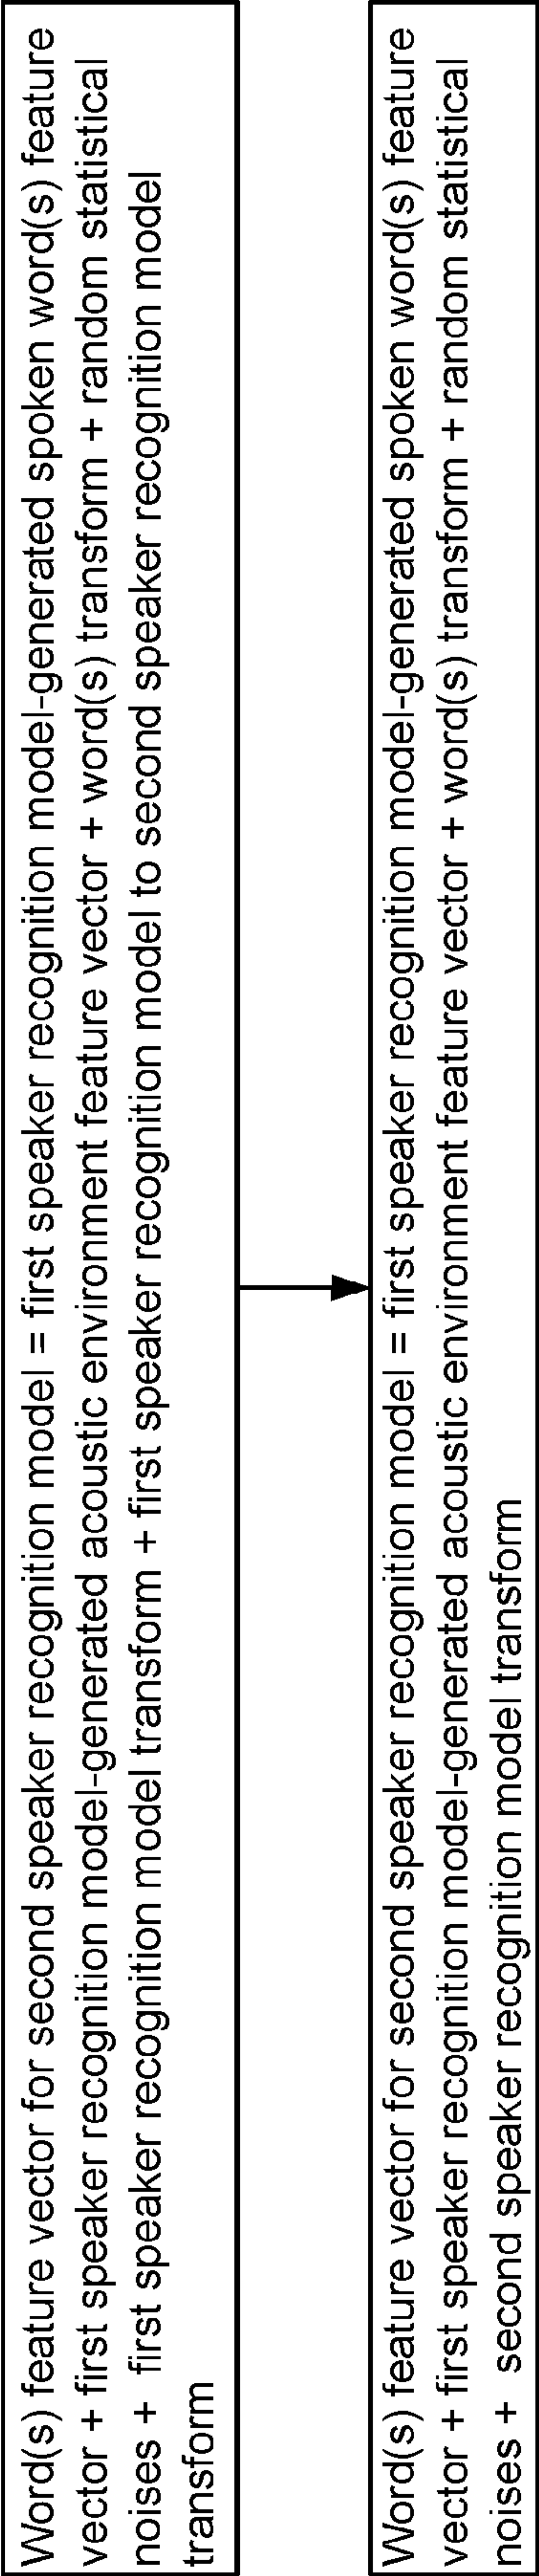 Word(s) feature vector for second speaker recognition model = first speaker recognition model-generated spoken word(s) feature
vector + first speaker recognition model-generated acoustic environment feature vector + word(s) transform + random statistical
noises + first speaker recognition model transform + first speaker recognition model to second speaker recognition model
transform
Word(s) feature vector for second speaker recognition model = first speaker recognition model-generated spoken word(s) feature
vector + first speaker recognition model-generated acoustic environment feature vector + word(s) transform + random statistical
noises + second speaker recognition model transform